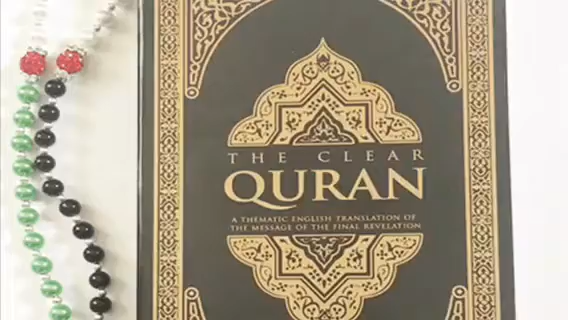 THE CLEAR
QURAN
A THEMATIC ENGLISH TRANSLATION OF
THE MESSAGE OF THE FINAL REVELATION